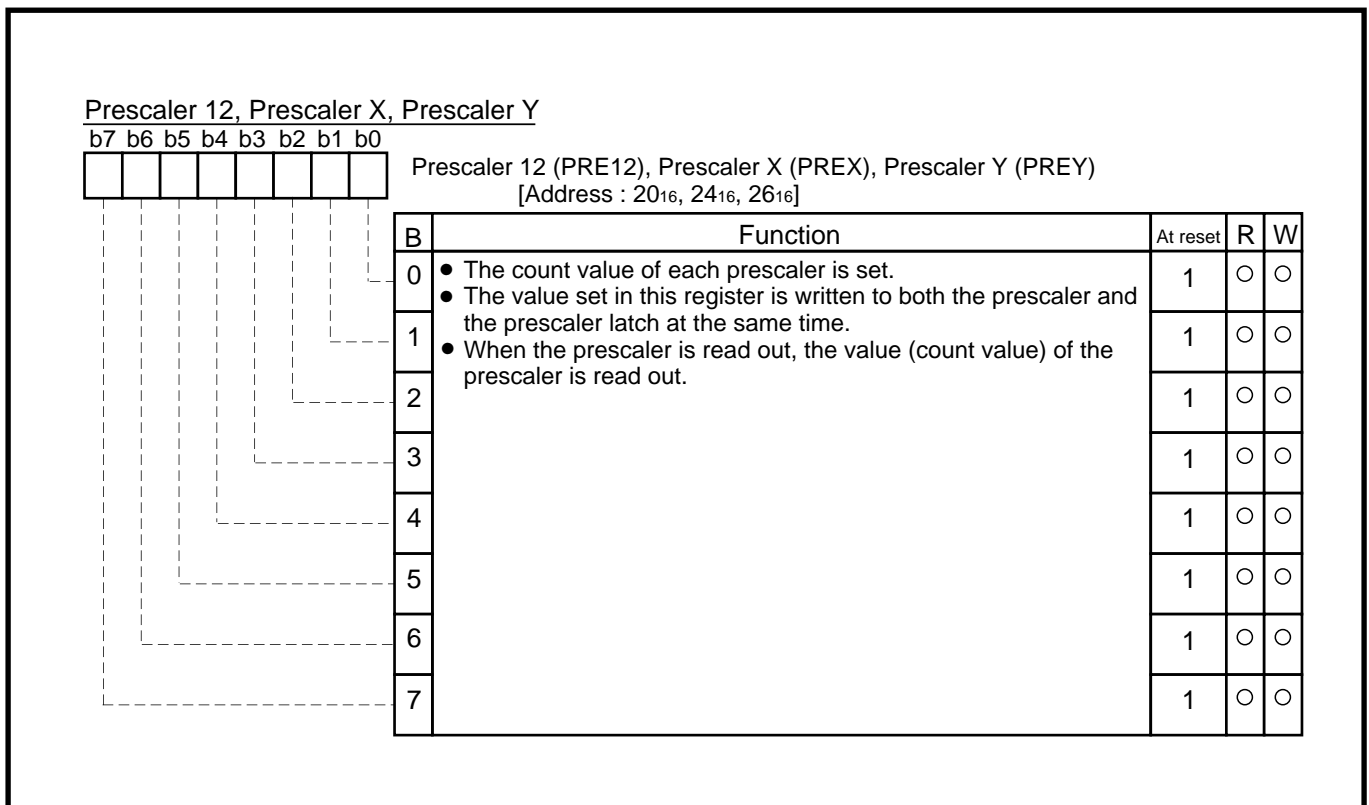 Prescaler 12, Prescaler X, Prescaler Y
b7 b6 b5 b4 b3 b2 b1 b0
Prescaler 12 (PRE12), Prescaler X (PREX), Prescaler Y (PREY)
[Address : 20₁₆, 24₁₆, 26₁₆]
B Function At reset R W
0 ● The count value of each prescaler is set. 1 ○ ○
● The value set in this register is written to both the prescaler and
the prescaler latch at the same time.
1 1 ○ ○
● When the prescaler is read out, the value (count value) of the
prescaler is read out.
2 1 ○ ○
3 1 ○ ○
4 1 ○ ○
5 1 ○ ○
6 1 ○ ○
7 1 ○ ○